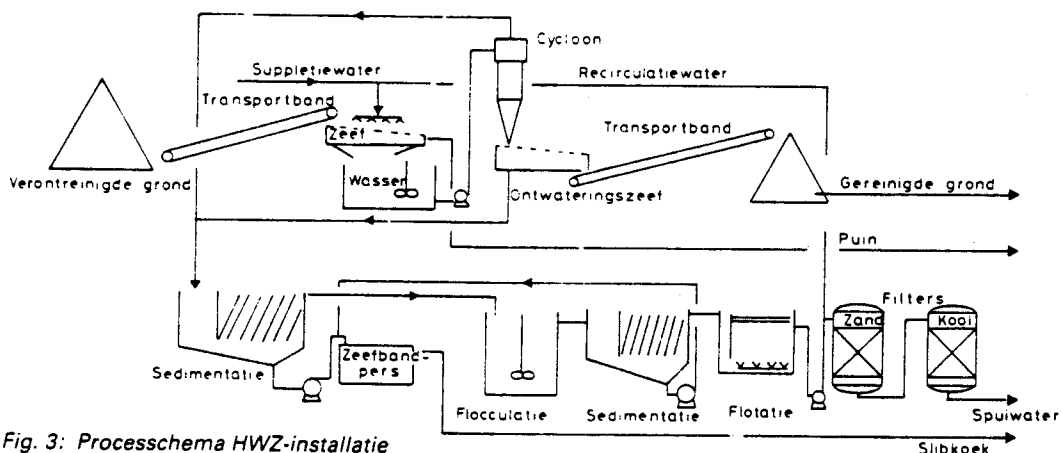 Cycloon
Suppletiewater
Recirculatiewater
Transportband
Transportband
Zeef
Verontreinigde grond
Wasser
Ontwateringszeef
Gereinigde grond
Puin
Filters
Zand
Kool
Zeefband-
pers
Sedimentatie
Flocculatie
Sedimentatie
Flotatie
Spuiwater
Slibkoek
Fig. 3: Processchema HWZ-installatie